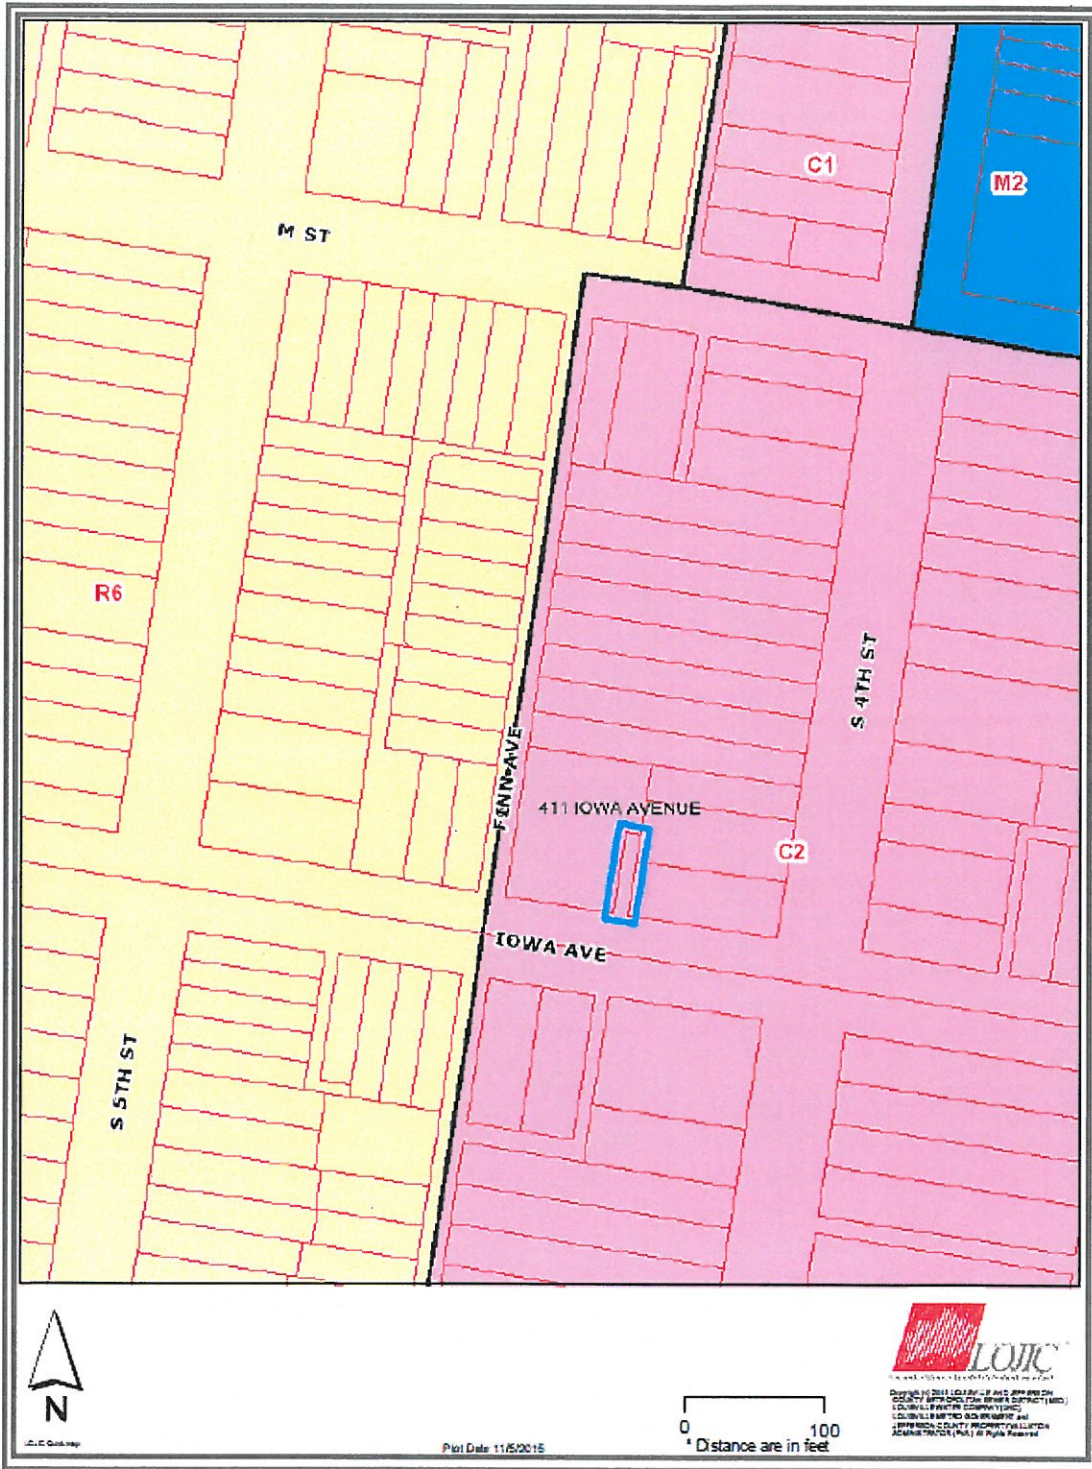 C1
M2
M ST
R6
S 4TH ST
FENN AVE
411 IOWA AVENUE
C2
IOWA AVE
S 5TH ST
N
0 100
* Distance are in feet
Plot Date 11/5/2015
LOJIC